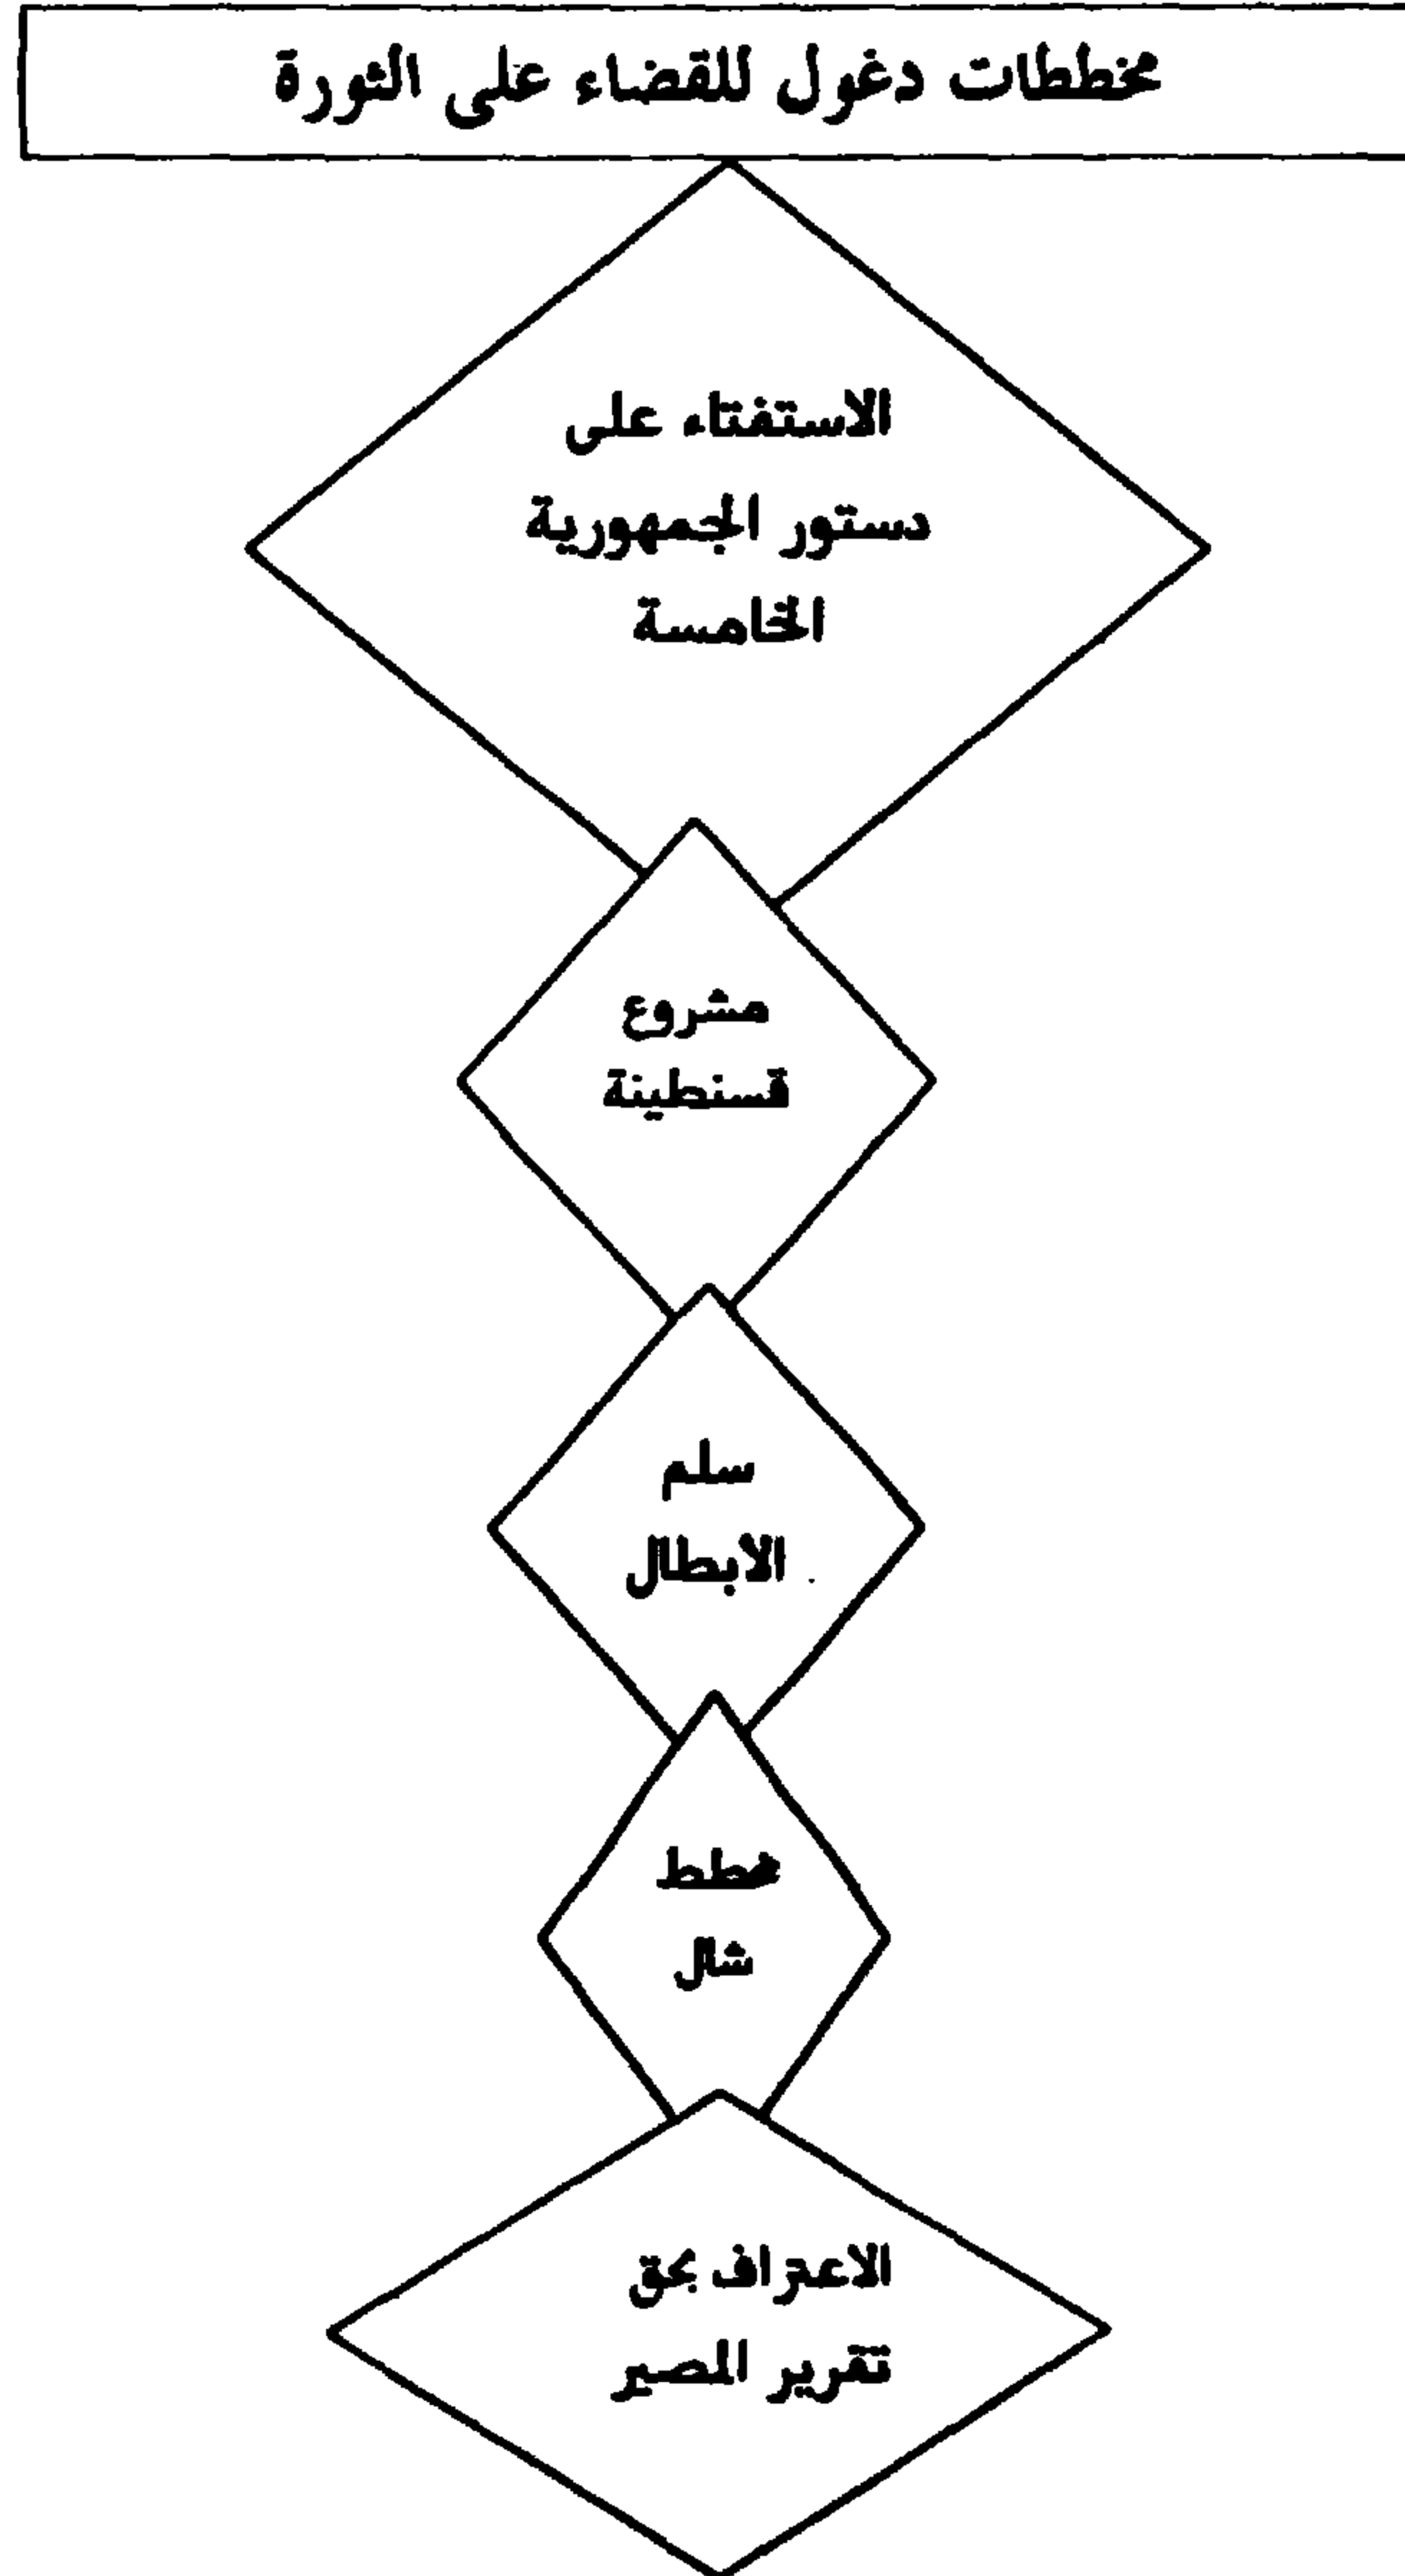 مخططات دغول للقضاء على الثورة
الاستفتاء على
دستور الجمهورية
الخامسة
مشروع
قسنطينة
سلم
الابطال
مخطط
شال
الاعتراف بحق
تقرير المصير